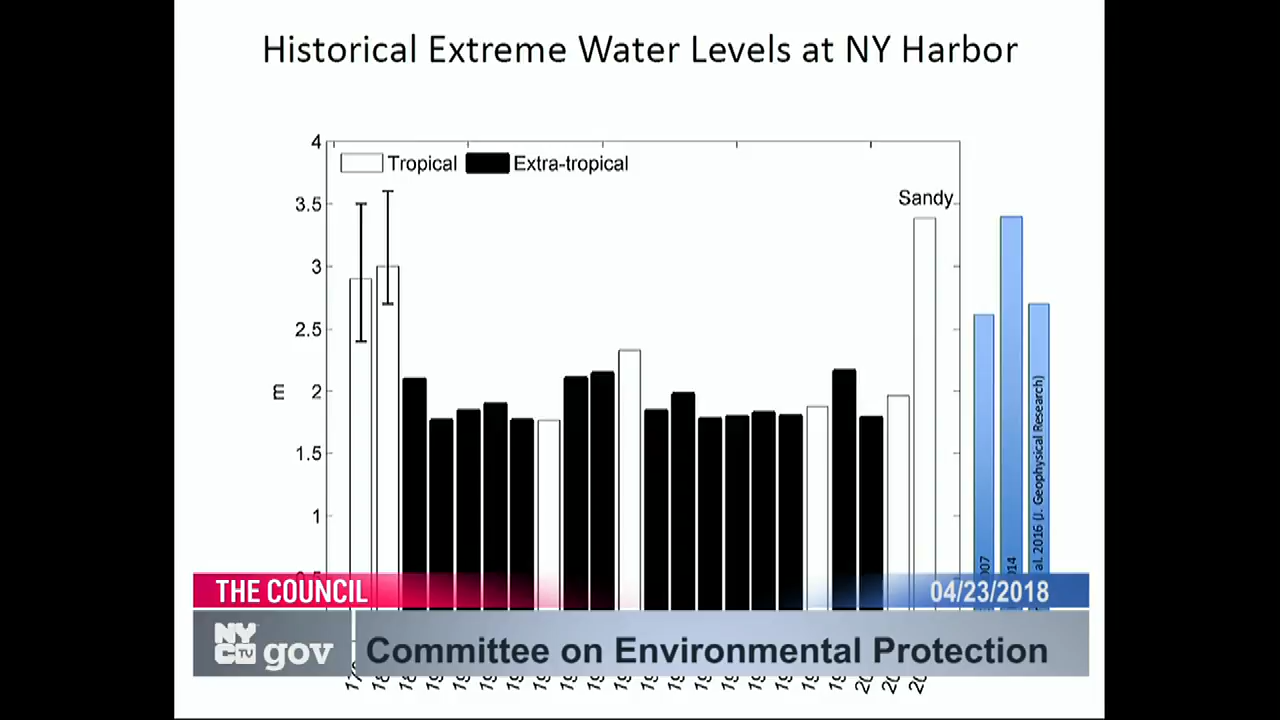 Historical Extreme Water Levels at NY Harbor
4
Tropical
Extra-tropical
3.5
Sandy
3
2.5
m
2
1.5
1
al. 2016 (J. Geophysical Research)
THE COUNCIL
04/23/2018
NYC TV gov
Committee on Environmental Protection